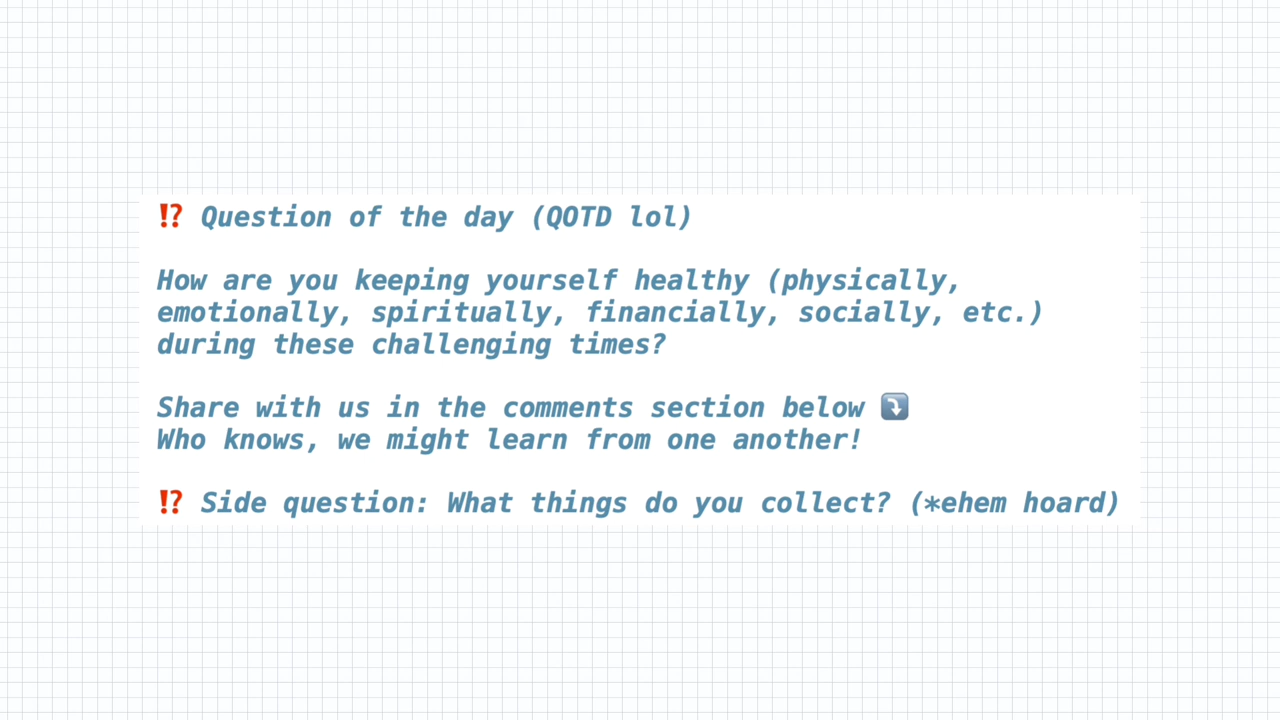 ⁉️ Question of the day (QOTD lol)
How are you keeping yourself healthy (physically,
emotionally, spiritually, financially, socially, etc.)
during these challenging times?
Share with us in the comments section below ⤵️
Who knows, we might learn from one another!
⁉️ Side question: What things do you collect? (*ehem hoard)